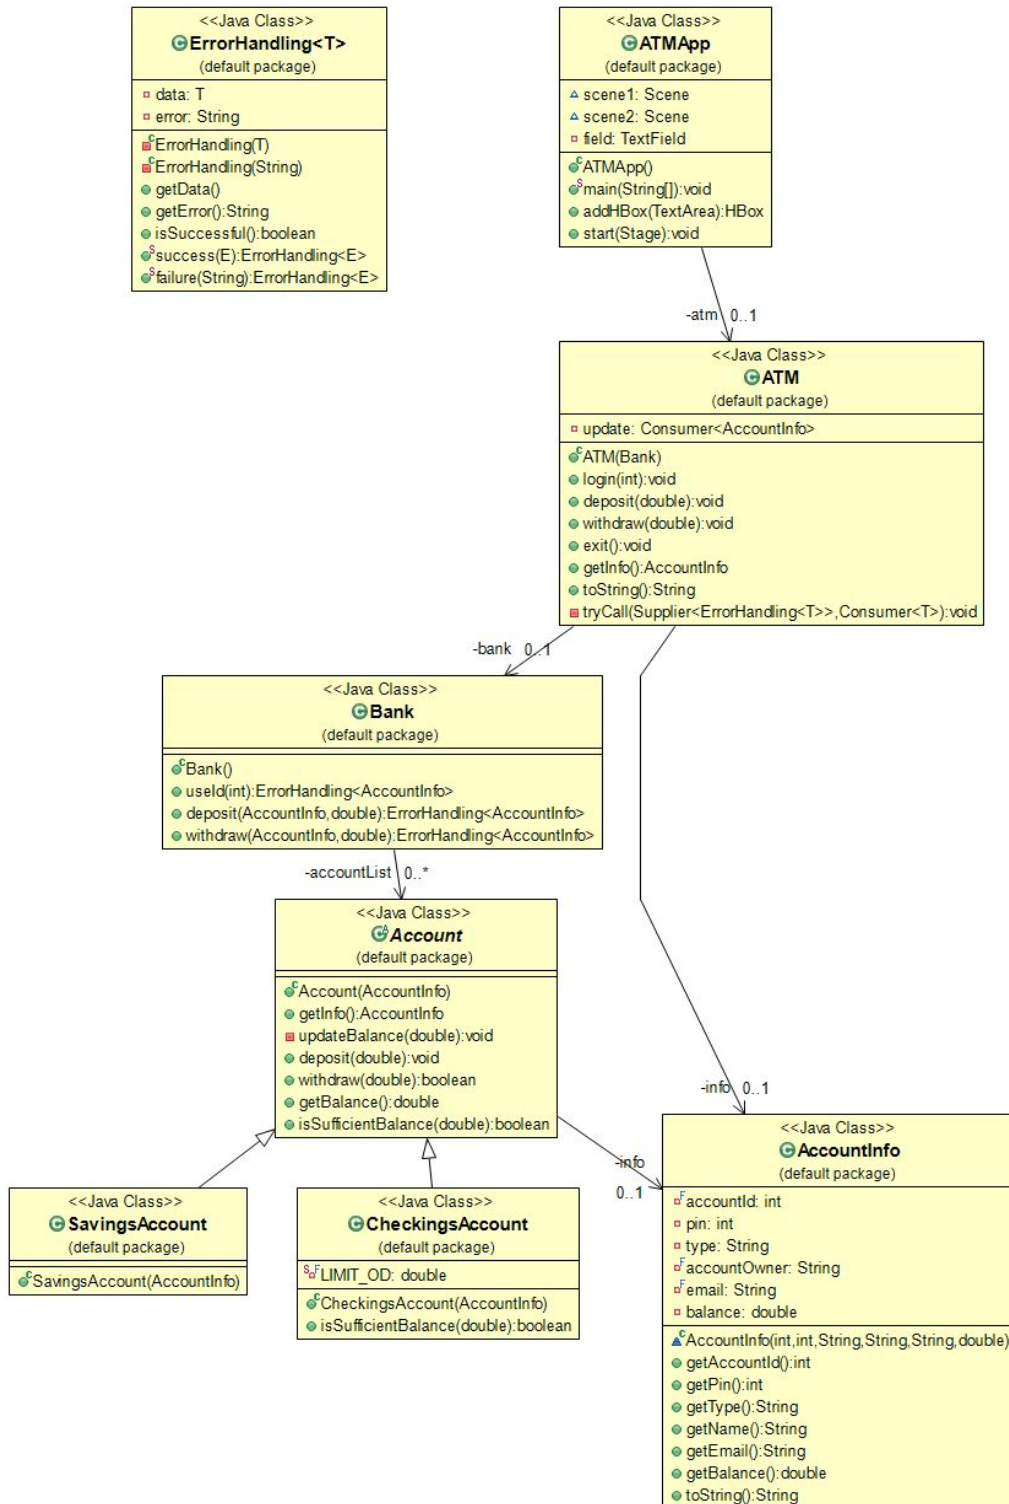 <<Java Class>>
ErrorHandling<T>
(default package)
data: T
error: String
ErrorHandling(T)
ErrorHandling(String)
getData()
getError():String
isSuccessful():boolean
success(E):ErrorHandling<E>
failure(String):ErrorHandling<E>
<<Java Class>>
ATMApp
(default package)
scene1: Scene
scene2: Scene
field: TextField
ATMApp()
main(String[]):void
addHBox(TextArea):HBox
start(Stage):void
-atm 0..1
<<Java Class>>
ATM
(default package)
update: Consumer<AccountInfo>
ATM(Bank)
login(int):void
deposit(double):void
withdraw(double):void
exit():void
getInfo():AccountInfo
toString():String
tryCall(Supplier<ErrorHandling<T>>,Consumer<T>):void
-bank 0..1
<<Java Class>>
Bank
(default package)
Bank()
useId(int):ErrorHandling<AccountInfo>
deposit(AccountInfo,double):ErrorHandling<AccountInfo>
withdraw(AccountInfo,double):ErrorHandling<AccountInfo>
-accountList 0..*
<<Java Class>>
Account
(default package)
Account(AccountInfo)
getInfo():AccountInfo
updateBalance(double):void
deposit(double):void
withdraw(double):boolean
getBalance():double
isSufficientBalance(double):boolean
-info 0..1
-info
0..1
<<Java Class>>
SavingsAccount
(default package)
SavingsAccount(AccountInfo)
<<Java Class>>
CheckingsAccount
(default package)
LIMIT_OD: double
CheckingsAccount(AccountInfo)
isSufficientBalance(double):boolean
<<Java Class>>
AccountInfo
(default package)
accountId: int
pin: int
type: String
accountOwner: String
email: String
balance: double
AccountInfo(int,int,String,String,String,double)
getAccountId():int
getPin():int
getType():String
getName():String
getEmail():String
getBalance():double
toString():String